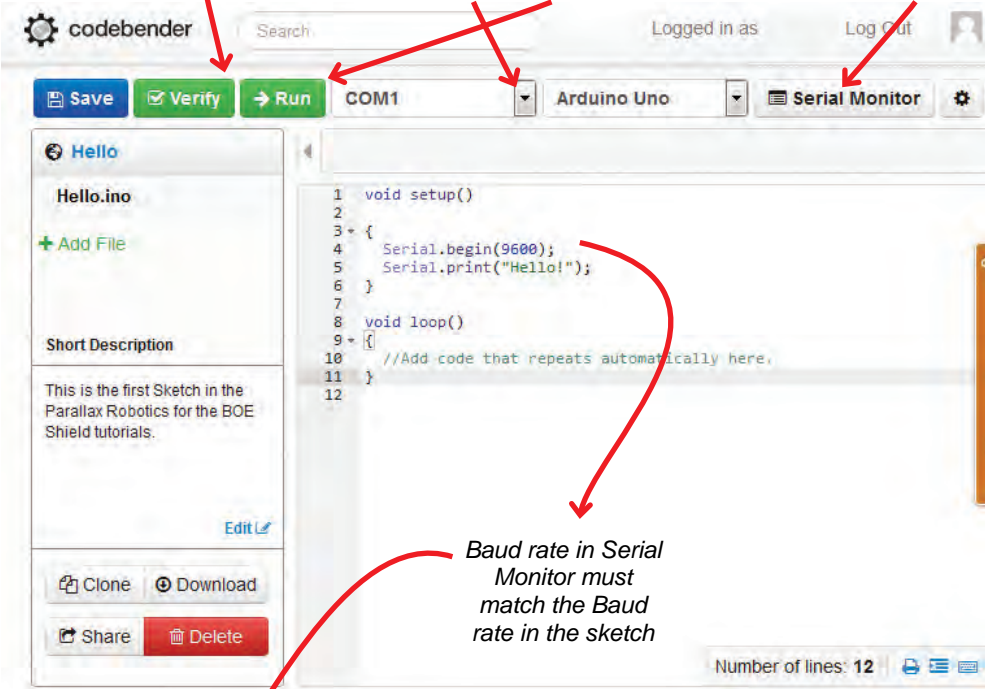 codebender Search Logged in as Log Out
Save Verify Run COM1 Arduino Uno Serial Monitor
Hello
Hello.ino
Add File
Short Description
This is the first Sketch in the
Parallax Robotics for the BOE
Shield tutorials.
Edit
Clone Download
Share Delete
1 void setup()
2
3 {
4 Serial.begin(9600);
5 Serial.print("Hello!");
6 }
7
8 void loop()
9 {
10 //Add code that repeats automatically here.
11 }
12
Baud rate in Serial
Monitor must
match the Baud
rate in the sketch
Number of lines: 12